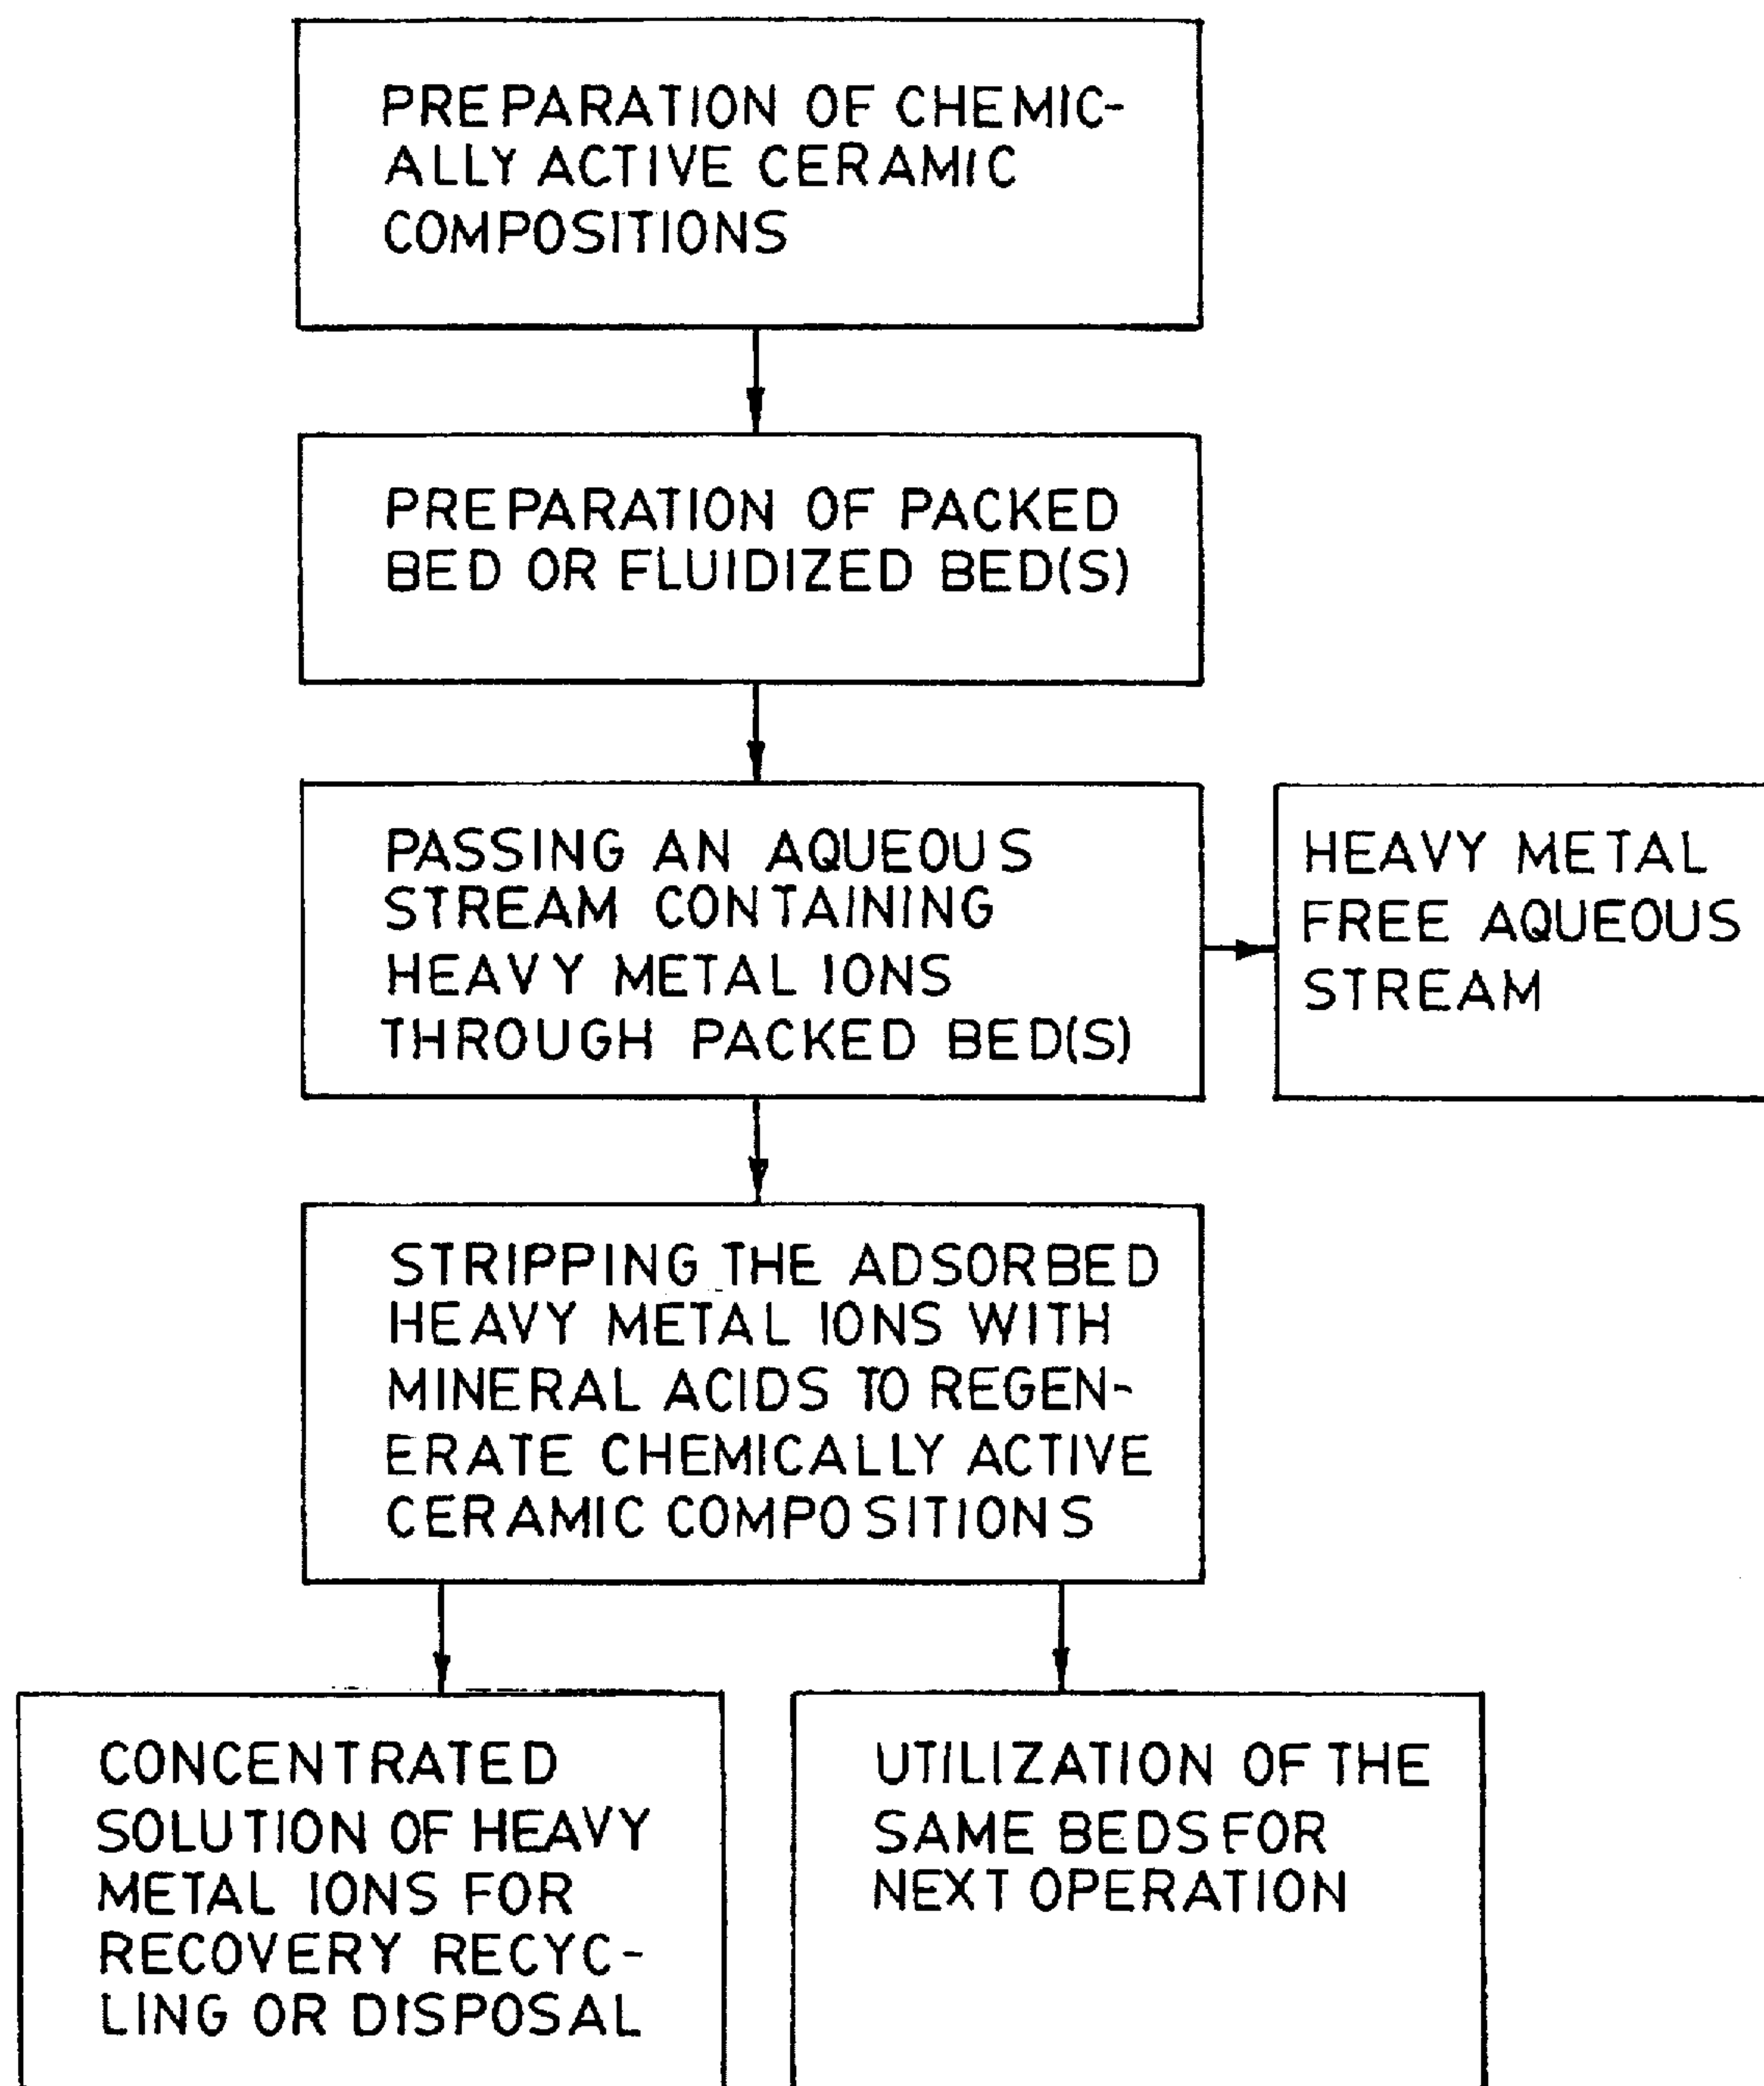 PREPARATION OF CHEMIC-
ALLY ACTIVE CERAMIC
COMPOSITIONS
PREPARATION OF PACKED
BED OR FLUIDIZED BED(S)
PASSING AN AQUEOUS
STREAM CONTAINING
HEAVY METAL IONS
THROUGH PACKED BED(S)
HEAVY METAL
FREE AQUEOUS
STREAM
STRIPPING THE ADSORBED
HEAVY METAL IONS WITH
MINERAL ACIDS TO REGEN-
ERATE CHEMICALLY ACTIVE
CERAMIC COMPOSITIONS
CONCENTRATED
SOLUTION OF HEAVY
METAL IONS FOR
RECOVERY RECYC-
LING OR DISPOSAL
UTILIZATION OF THE
SAME BEDS FOR
NEXT OPERATION